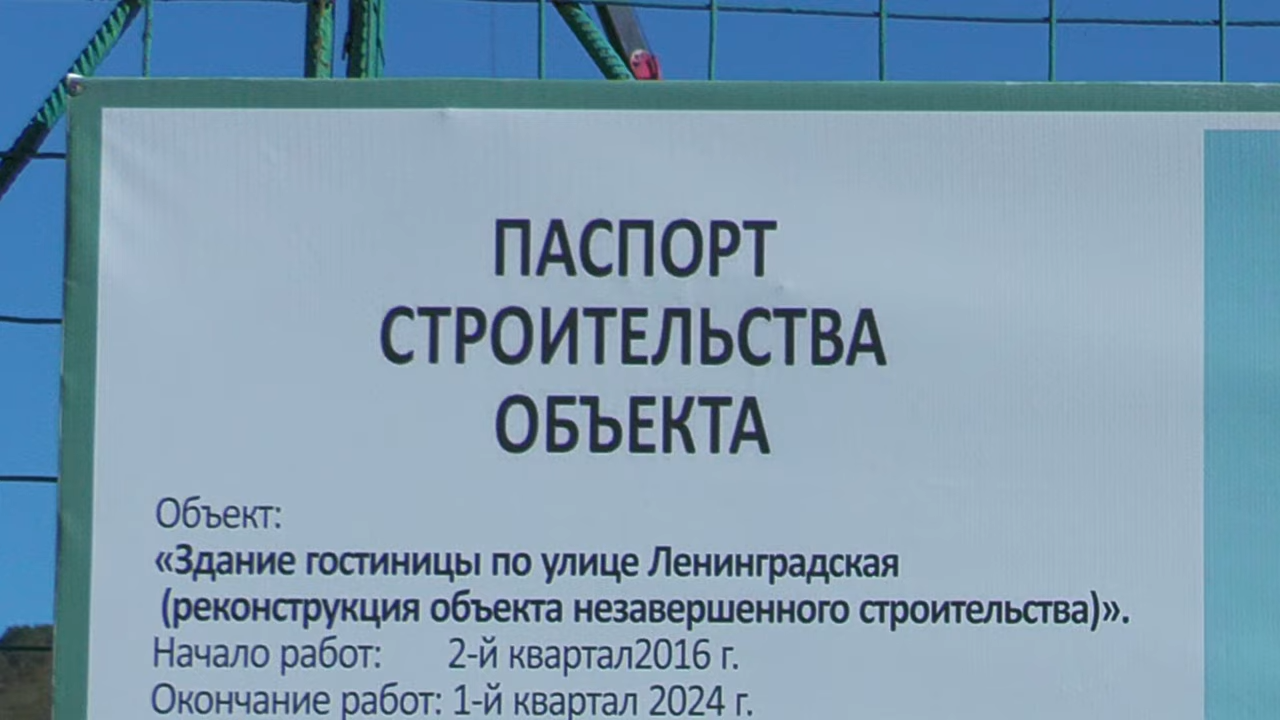 ПАСПОРТ
СТРОИТЕЛЬСТВА
ОБЪЕКТА
Объект:
«Здание гостиницы по улице Ленинградская
(реконструкция объекта незавершенного строительства)».
Начало работ: 2-й квартал2016 г.
Окончание работ: 1-й квартал 2024 г.